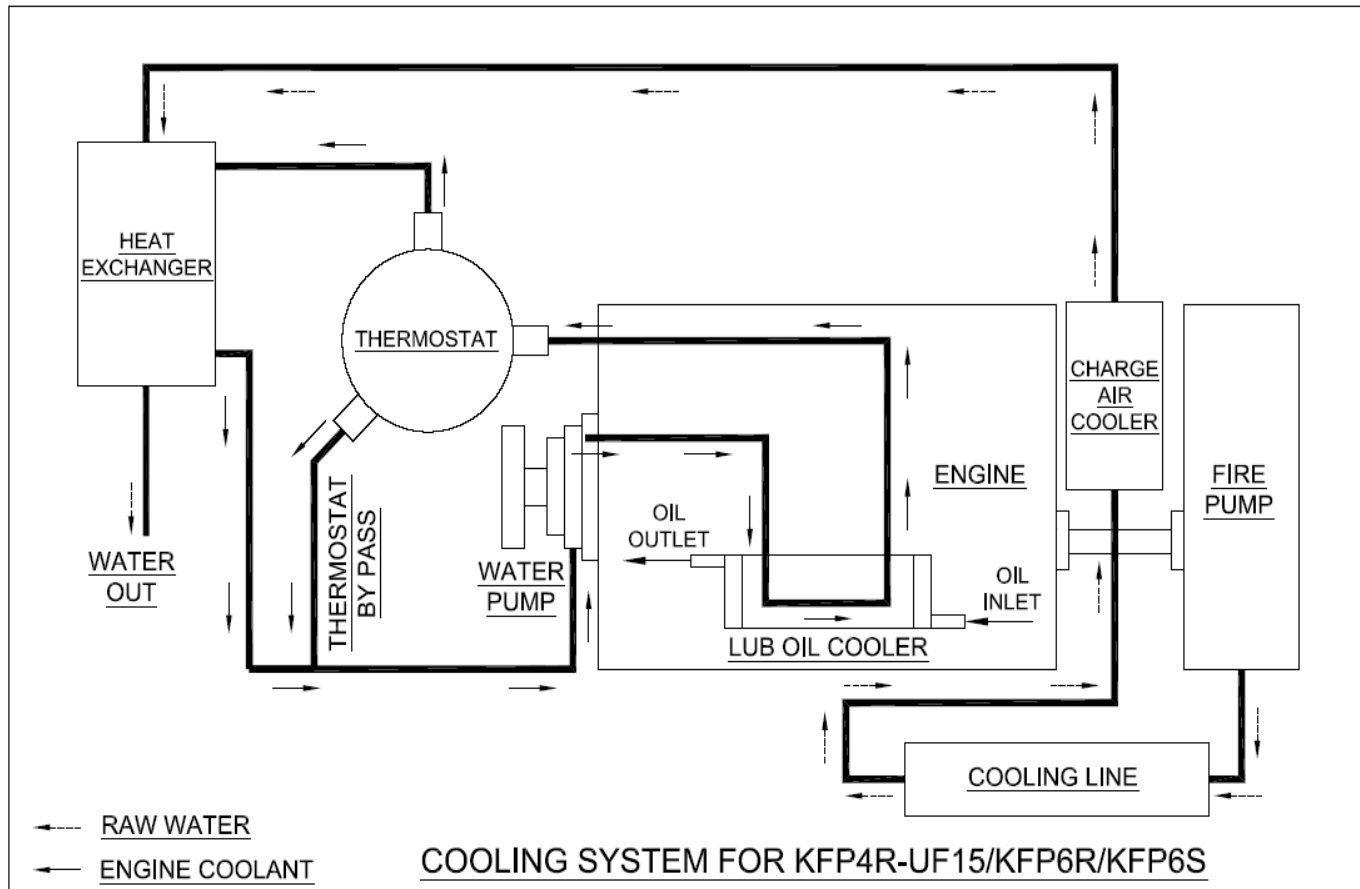 HEAT
EXCHANGER
THERMOSTAT
CHARGE
AIR
COOLER
FIRE
PUMP
ENGINE
OIL
OUTLET
WATER
PUMP
OIL
INLET
LUB OIL COOLER
THERMOSTAT
BY PASS
WATER
OUT
COOLING LINE
RAW WATER
ENGINE COOLANT
COOLING SYSTEM FOR KFP4R-UF15/KFP6R/KFP6S